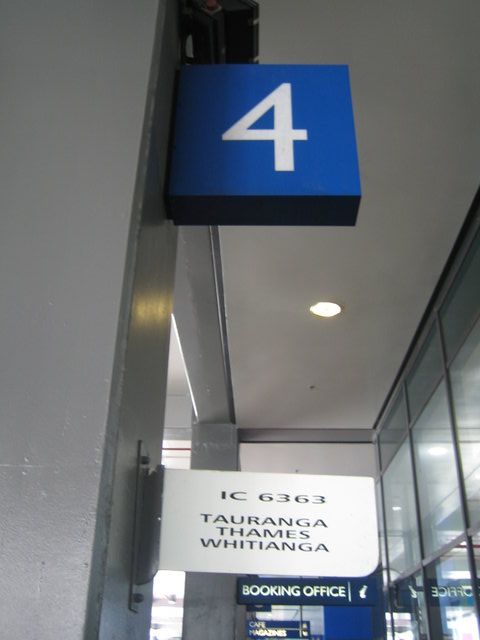 4
IC 6363
TAURANGA
THAMES
WHITIANGA
BOOKING OFFICE i
CAFE
MAGAZINES